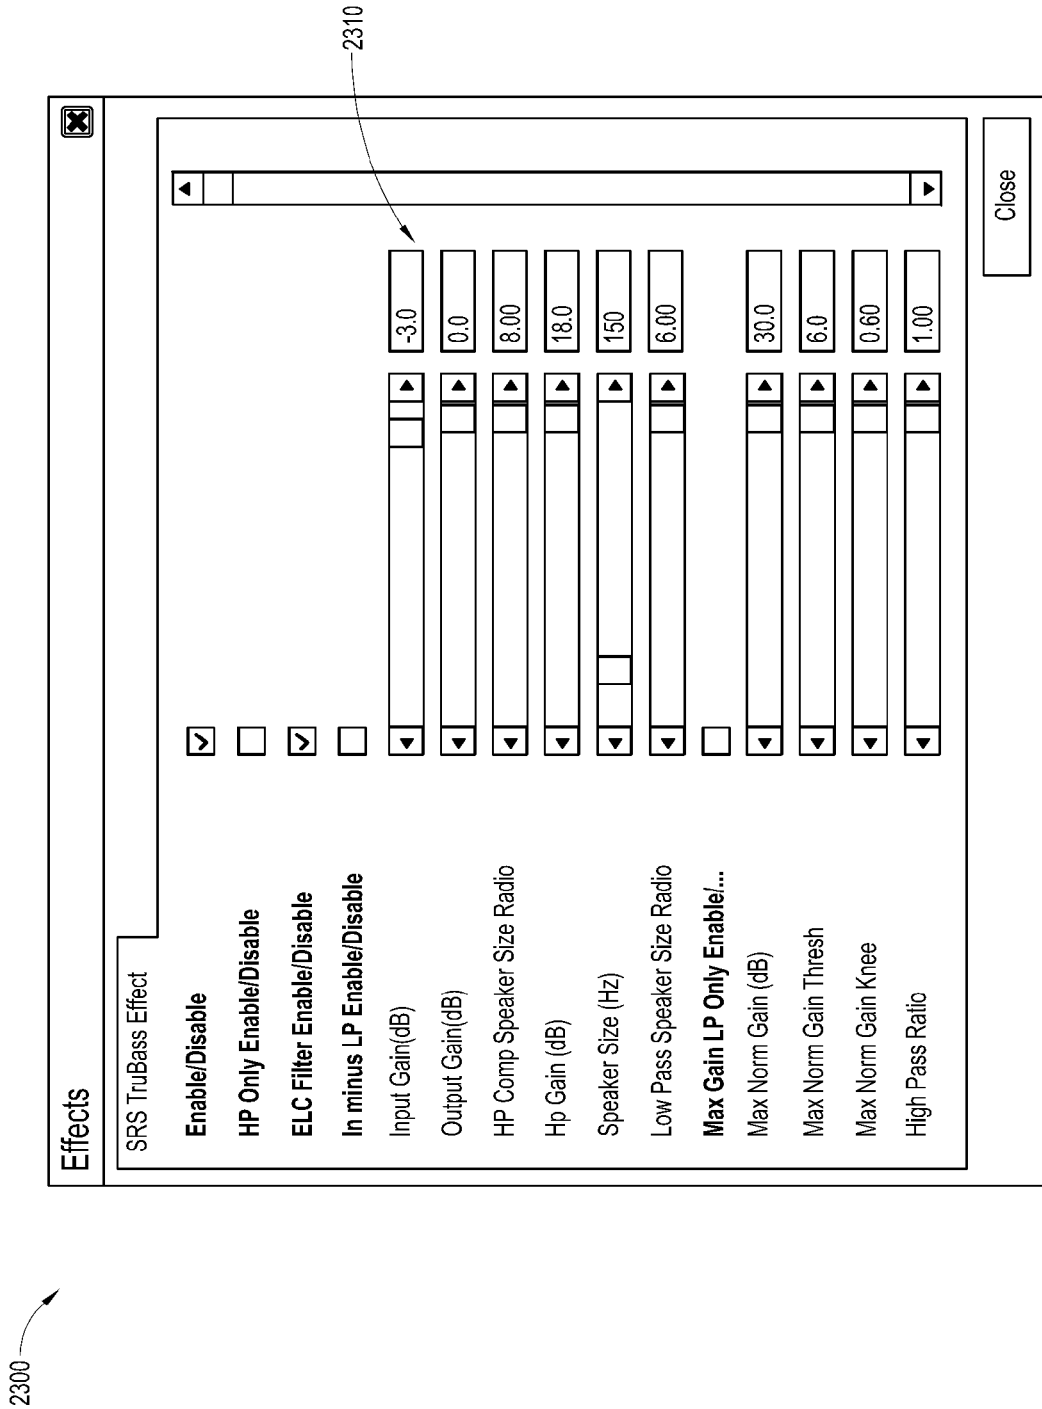 2300
2310
Effects
SRS TruBass Effect
Enable/Disable
HP Only Enable/Disable
ELC Filter Enable/Disable
In minus LP Enable/Disable
Input Gain(dB) -3.0
Output Gain(dB) 0.0
HP Comp Speaker Size Radio 8.00
Hp Gain (dB) 18.0
Speaker Size (Hz) 150
Low Pass Speaker Size Radio 6.00
Max Gain LP Only Enable/...
Max Norm Gain (dB) 30.0
Max Norm Gain Thresh 6.0
Max Norm Gain Knee 0.60
High Pass Ratio 1.00
Close